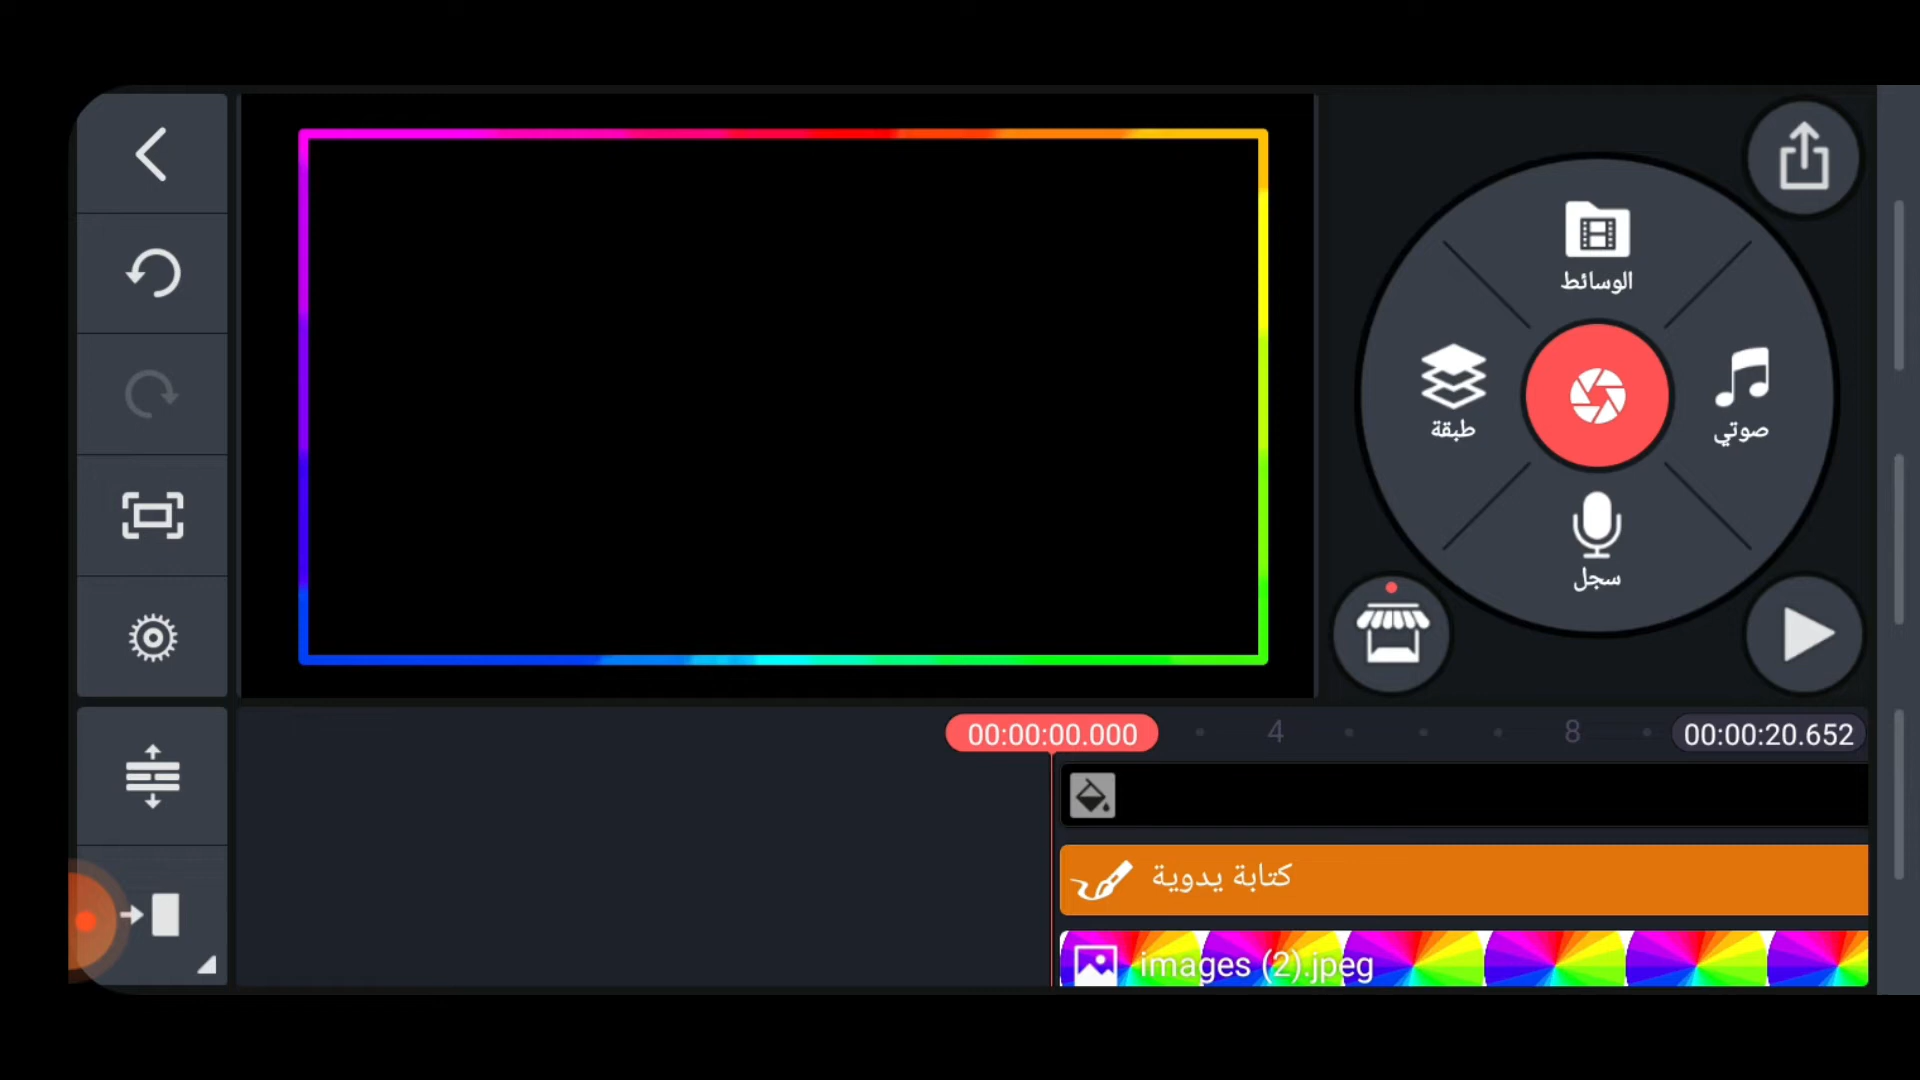 الوسائط
طبقة
صوتي
سجل
00:00:00.000
4
8
00:00:20.652
كتابة يدوية
images (2).jpeg